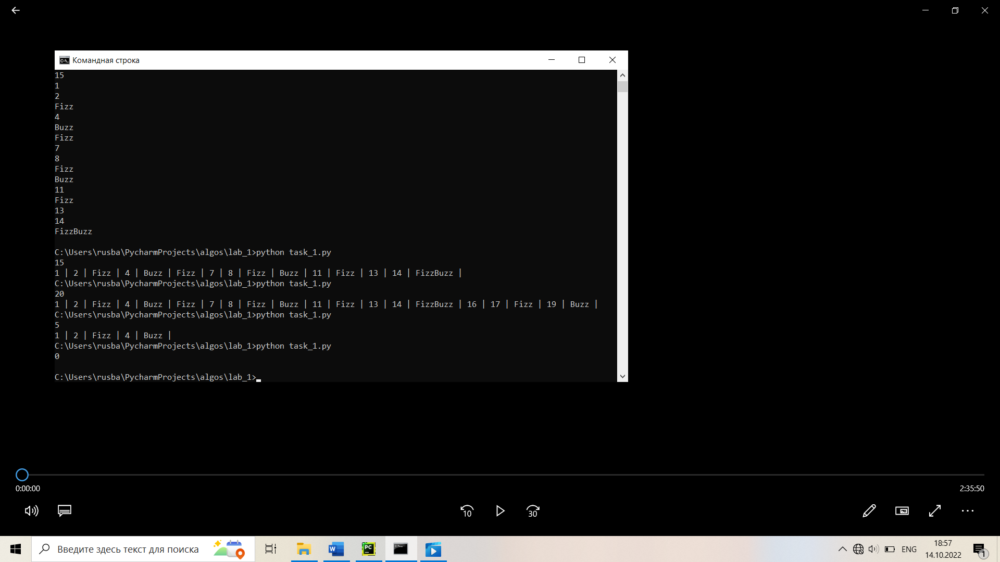 Командная строка
15
1
2
Fizz
4
Buzz
Fizz
7
8
Fizz
Buzz
11
Fizz
13
14
FizzBuzz
C:\Users\rusba\PycharmProjects\algos\lab_1>python task_1.py
15
1 | 2 | Fizz | 4 | Buzz | Fizz | 7 | 8 | Fizz | Buzz | 11 | Fizz | 13 | 14 | FizzBuzz |
C:\Users\rusba\PycharmProjects\algos\lab_1>python task_1.py
20
1 | 2 | Fizz | 4 | Buzz | Fizz | 7 | 8 | Fizz | Buzz | 11 | Fizz | 13 | 14 | FizzBuzz | 16 | 17 | Fizz | 19 | Buzz |
C:\Users\rusba\PycharmProjects\algos\lab_1>python task_1.py
5
1 | 2 | Fizz | 4 | Buzz |
C:\Users\rusba\PycharmProjects\algos\lab_1>python task_1.py
0
C:\Users\rusba\PycharmProjects\algos\lab_1>
0:00:00
2:35:50
10
30
Введите здесь текст для поиска
W
PC
ENG
18:57
14.10.2022
1